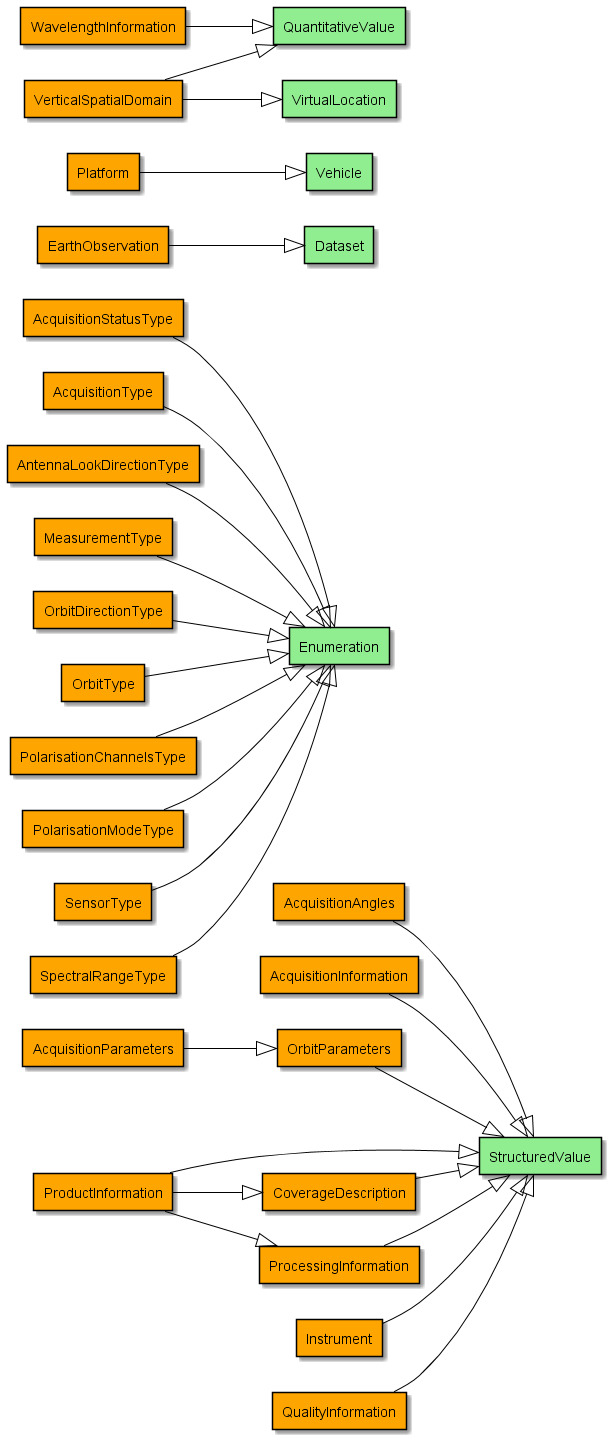 WavelengthInformation
QuantitativeValue
VerticalSpatialDomain
VirtualLocation
Platform
Vehicle
EarthObservation
Dataset
AcquisitionStatusType
AcquisitionType
AntennaLookDirectionType
MeasurementType
OrbitDirectionType
Enumeration
OrbitType
PolarisationChannelsType
PolarisationModeType
SensorType
AcquisitionAngles
SpectralRangeType
AcquisitionInformation
AcquisitionParameters
OrbitParameters
StructuredValue
ProductInformation
CoverageDescription
ProcessingInformation
Instrument
QualityInformation